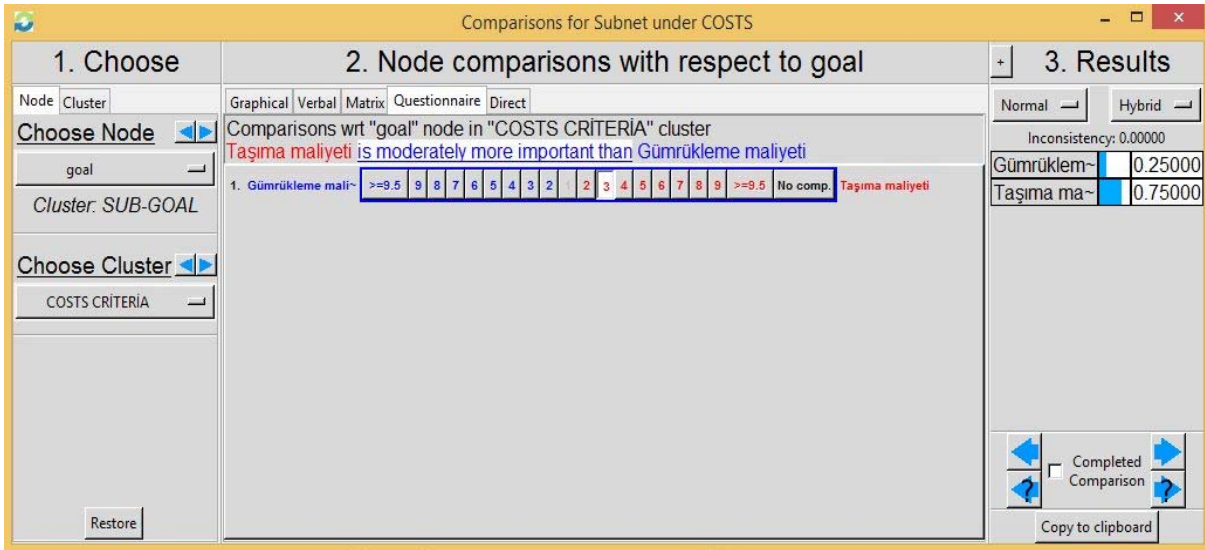 Comparisons for Subnet under COSTS
1. Choose
Node Cluster
Choose Node
goal
Cluster: SUB-GOAL
Choose Cluster
COSTS CRİTERİA
Restore
2. Node comparisons with respect to goal
Graphical Verbal Matrix Questionnaire Direct
Comparisons wrt "goal" node in "COSTS CRİTERİA" cluster
Taşıma maliyeti is moderately more important than Gümrükleme maliyeti
1. Gümrükleme mali~ >=9.5 9 8 7 6 5 4 3 2 1 2 3 4 5 6 7 8 9 >=9.5 No comp. Taşıma maliyeti
+ 3. Results
Normal Hybrid
Inconsistency: 0.00000
Gümrüklem~ 0.25000
Taşıma ma~ 0.75000
Completed
Comparison
Copy to clipboard